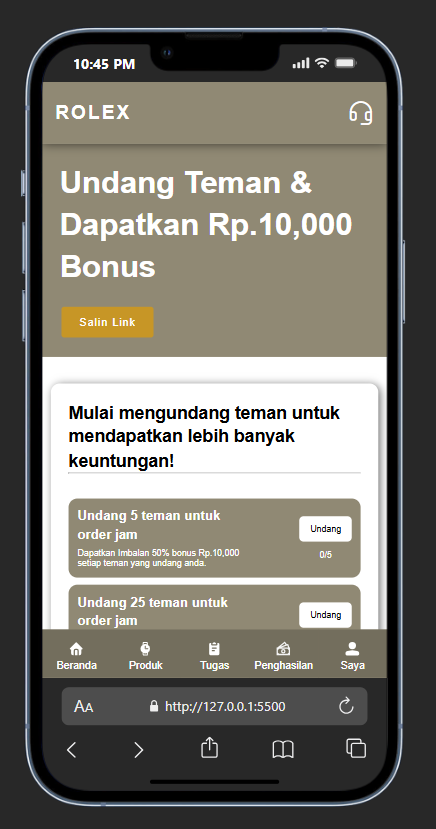 10:45 PM
ROLEX
Undang Teman &
Dapatkan Rp.10,000
Bonus
Salin Link
Mulai mengundang teman untuk
mendapatkan lebih banyak
keuntungan!
Undang 5 teman untuk
order jam
Dapatkan Imbalan 50% bonus Rp.10,000
setiap teman yang undang anda.
Undang
0/5
Undang 25 teman untuk
order jam
Undang
Beranda Produk Tugas Penghasilan Saya
AA http://127.0.0.1:5500